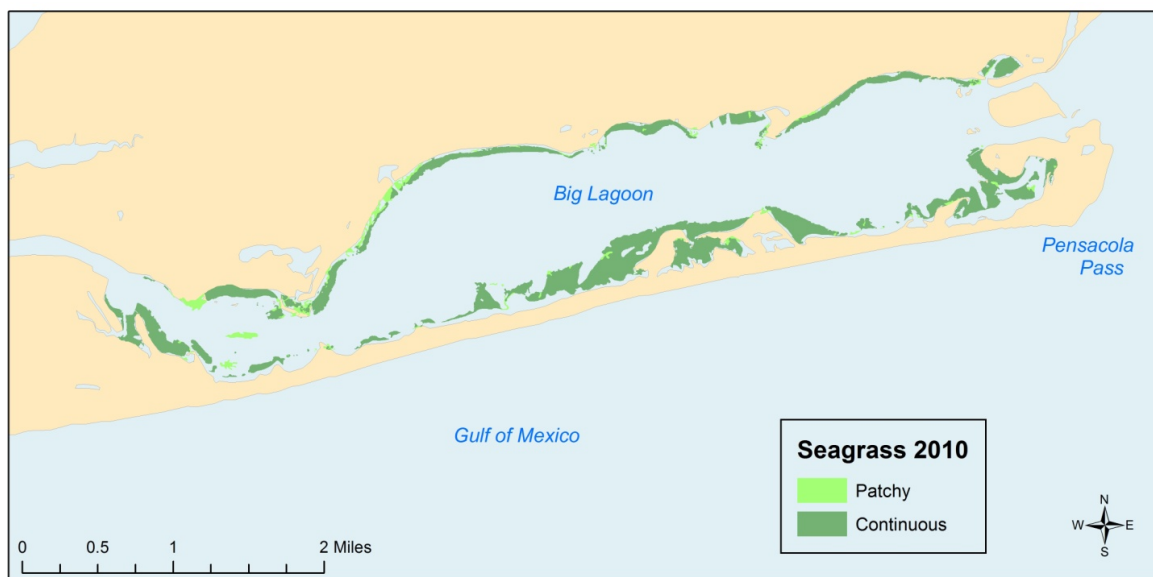 Big Lagoon
Pensacola
Pass
Gulf of Mexico
Seagrass 2010
Patchy
Continuous
N
W E
S
0 0.5 1 2 Miles